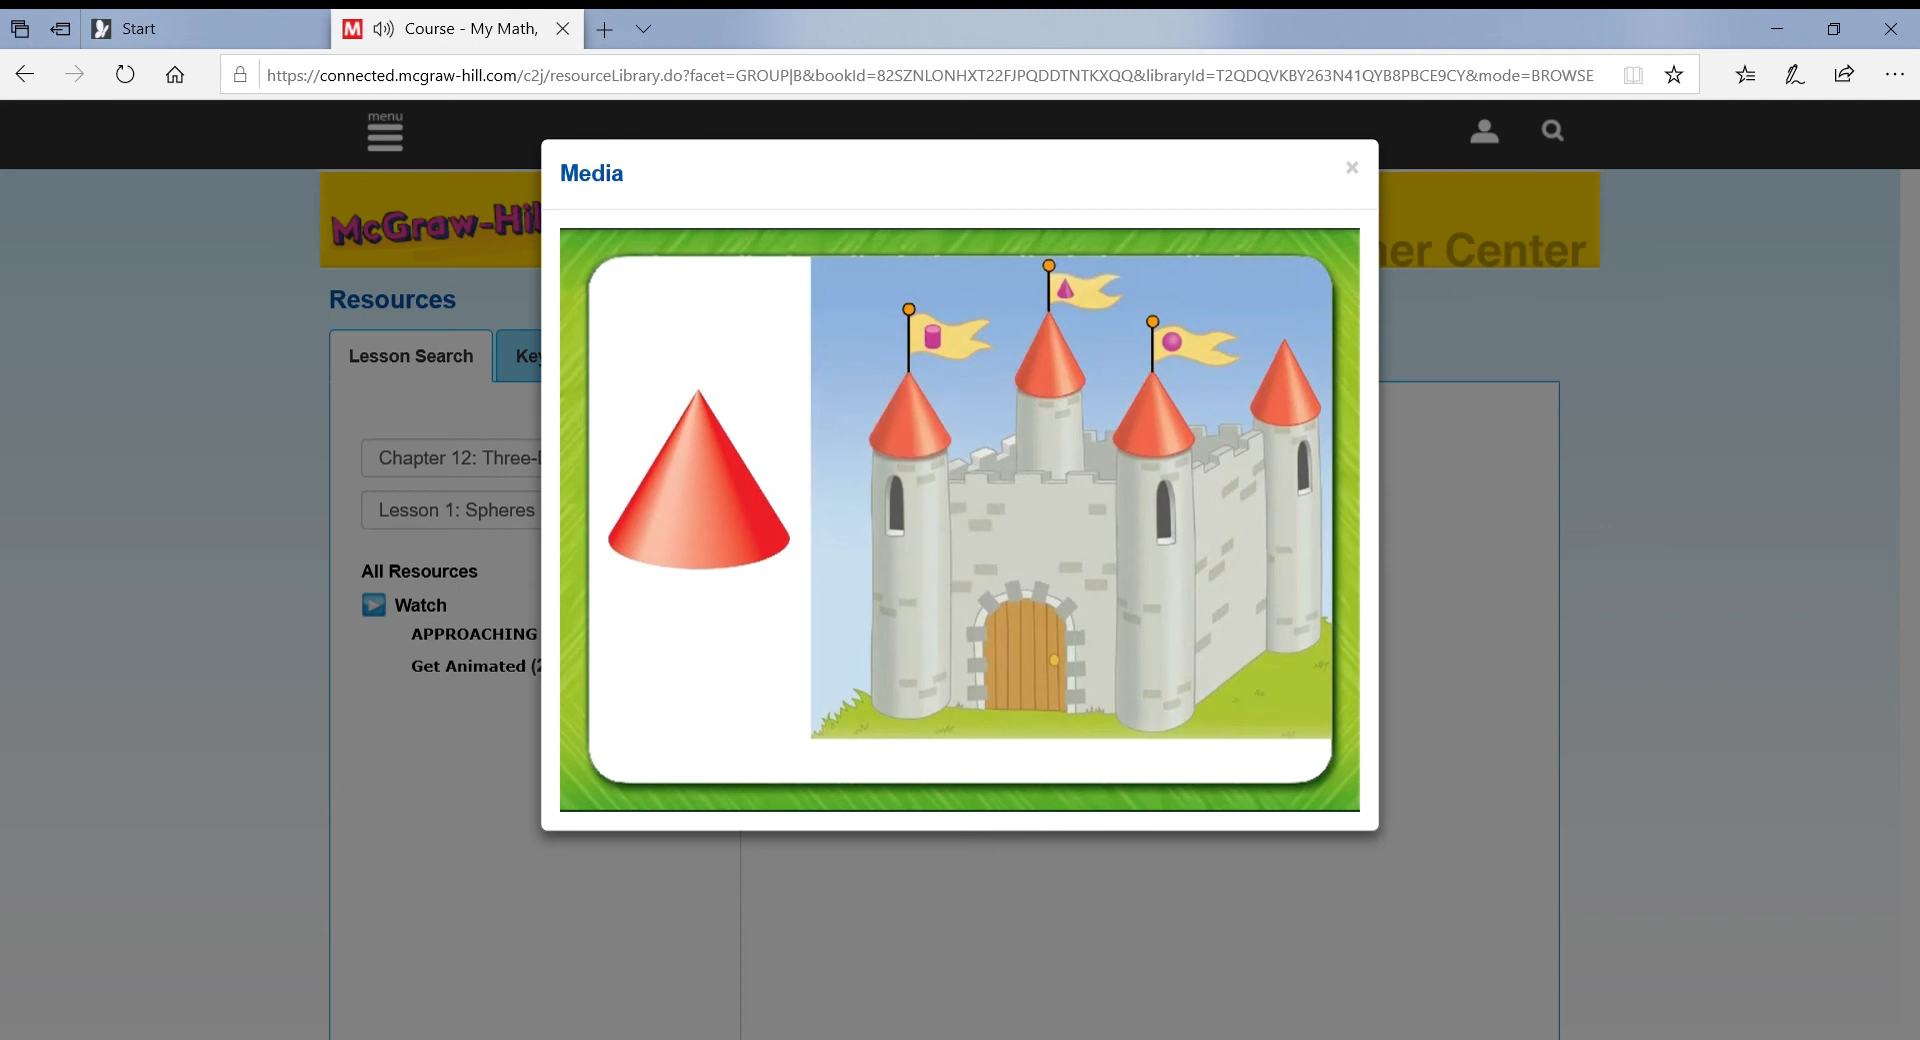 Start
Course - My Math,
https://connected.mcgraw-hill.com/c2j/resourceLibrary.do?facet=GROUP|B&bookId=82SZNLONHXT22FJPQDDTNTKXQQ&libraryId=T2QDQVKBY263N41QYB8PBCE9CY&mode=BROWSE
menu
Media
McGraw-Hil
er Center
Resources
Lesson Search
Key
Chapter 12: Three-
Lesson 1: Spheres
All Resources
Watch
APPROACHING
Get Animated (2